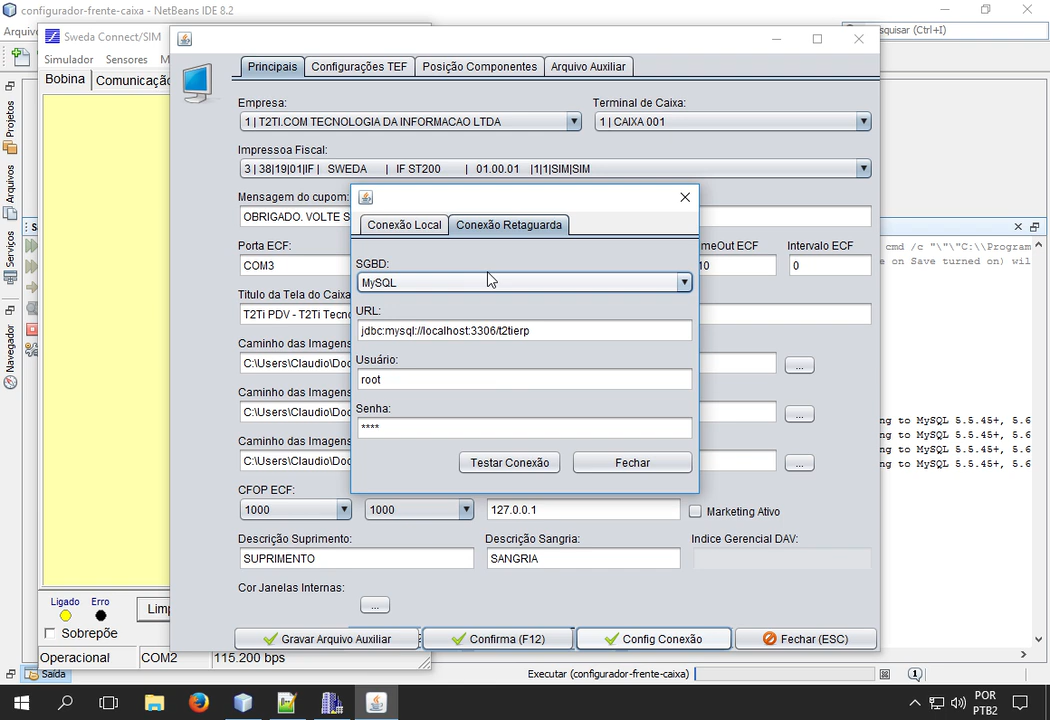 configurador-frente-caixa - NetBeans IDE 8.2
Arquivo
squisar (Ctrl+I)
Sweda Connect/SIM
Simulador Sensores M
Bobina Comunicação
Projetos
Arquivos
Serviços
Navegador
Principais Configurações TEF Posição Componentes Arquivo Auxiliar
Empresa: Terminal de Caixa:
1 | T2TI.COM TECNOLOGIA DA INFORMACAO LTDA 1 | CAIXA 001
Impressoa Fiscal:
3 | 38|19|01|IF | SWEDA | IF ST200 | 01.00.01 |1|1|SIM|SIM
Mensagem do cupom:
OBRIGADO. VOLTE S
Porta ECF: meOut ECF Intervalo ECF
COM3 10 0
Titulo da Tela do Caixa
T2Ti PDV - T2Ti Tecno
Caminho das Imagens
C:\Users\Claudio\Doc ...
Caminho das Imagens
C:\Users\Claudio\Doc ...
Caminho das Imagens
C:\Users\Claudio\Doc ...
CFOP ECF:
1000 1000 127.0.0.1 Marketing Ativo
Descrição Suprimento: Descrição Sangria: Indice Gerencial DAV:
SUPRIMENTO SANGRIA
Cor Janelas Internas:
...
Gravar Arquivo Auxiliar Confirma (F12) Config Conexão Fechar (ESC)
Conexão Local Conexão Retaguarda
SGBD:
MySQL
URL:
jdbc:mysql://localhost:3306/t2tierp
Usuário:
root
Senha:
****
Testar Conexão Fechar
cmd /c "\"\"C:\\Program
e on Save turned on) wil
ng to MySQL 5.5.45+, 5.6
ng to MySQL 5.5.45+, 5.6
ng to MySQL 5.5.45+, 5.6
ng to MySQL 5.5.45+, 5.6
Ligado Erro
Limp
Sobrepõe
Operacional COM2 115.200 bps
Saída Executar (configurador-frente-caixa) 1
POR
PTB2